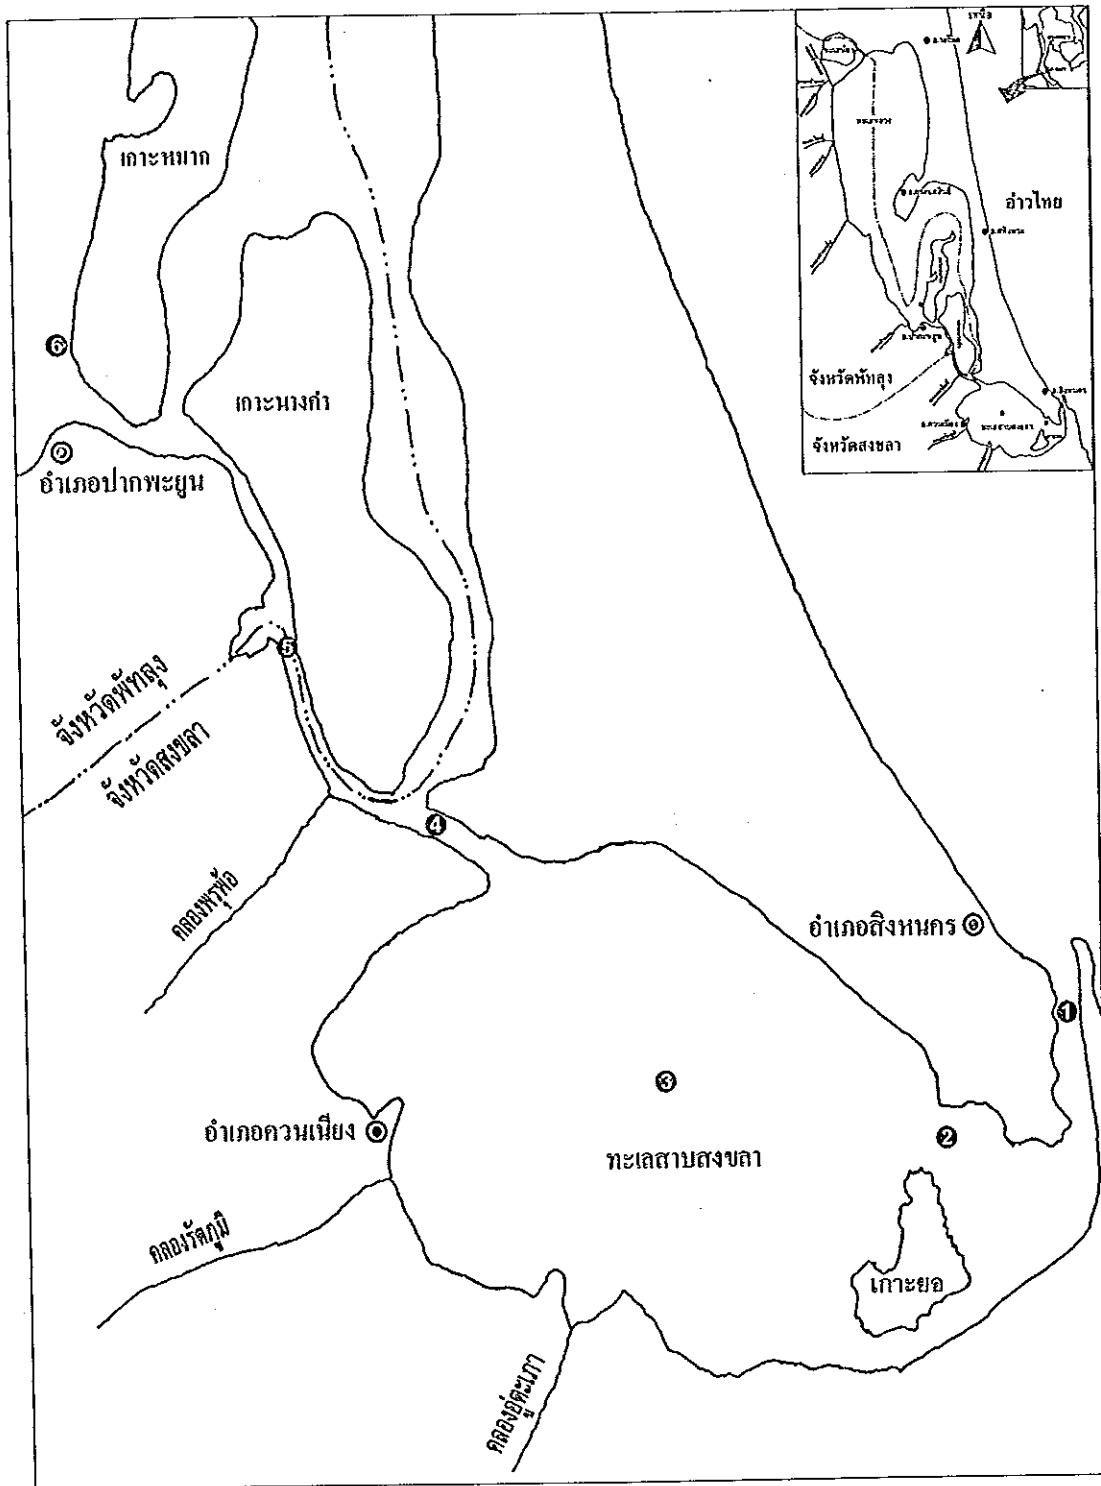 เกาะหมาก
อ่าวไทย
จังหวัดพัทลุง
จังหวัดสงขลา
6
เกาะนางคำ
อำเภอปากพะยูน
5
จังหวัดพัทลุง
จังหวัดสงขลา
4
คลองพรุพ้อ
อำเภอสิงหนคร
1
3
อำเภอควนเนียง
2
ทะเลสาบสงขลา
คลองรัตภูมิ
เกาะยอ
คลองอู่ตะเภา